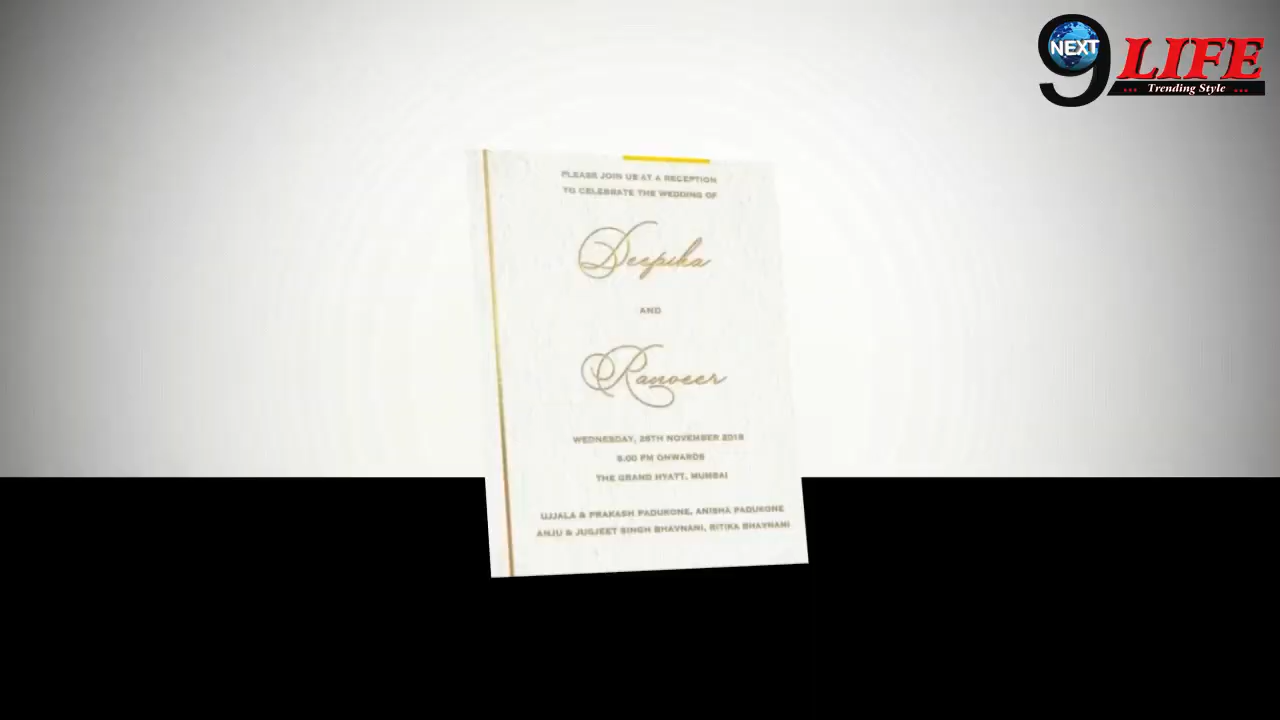 9 NEXT LIFE
... Trending Style ...
PLEASE JOIN US AT A RECEPTION
TO CELEBRATE THE WEDDING OF
Deepika
AND
Ranveer
WEDNESDAY, 28TH NOVEMBER 2018
8.00 PM ONWARDS
THE GRAND HYATT, MUMBAI
UJJALA & PRAKASH PADUKONE, ANISHA PADUKONE
ANJU & JUGJEET SINGH BHAVNANI, RITIKA BHAVNANI